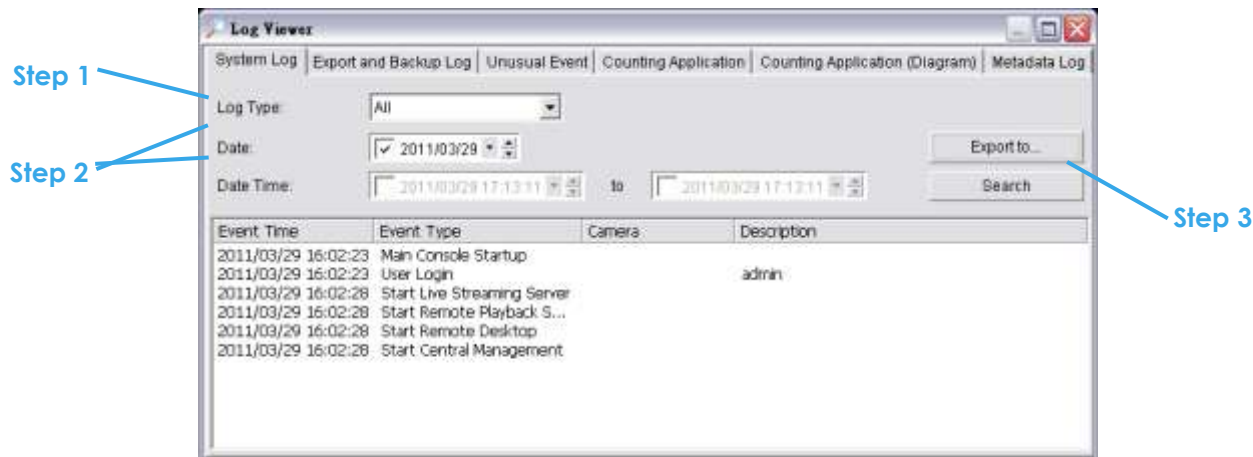 Log Viewer
System Log Export and Backup Log Unusual Event Counting Application Counting Application (Diagram) Metadata Log
Step 1
Log Type: All
Date: 2011/03/29 Export to...
Step 2
Date Time: 2011/03/29 17:13:11 to 2011/03/29 17:13:11 Search
Step 3
Event Time Event Type Camera Description
2011/03/29 16:02:23 Main Console Startup
2011/03/29 16:02:23 User Login admin
2011/03/29 16:02:28 Start Live Streaming Server
2011/03/29 16:02:28 Start Remote Playback S...
2011/03/29 16:02:28 Start Remote Desktop
2011/03/29 16:02:28 Start Central Management